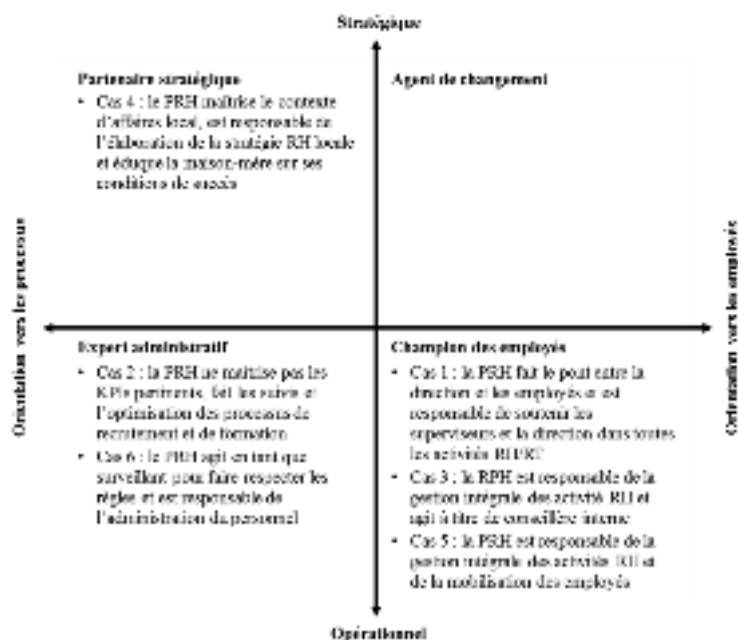 Stratégique
Partenaire stratégique
• Cas 4 : le PRH maîtrise le contexte
d'affaires local, est responsable de
l'élaboration de la stratégie RH locale
et éduque la maison-mère sur ses
conditions de succès
Agent de changement
Orientation vers les processus
Orientation vers les employés
Expert administratif
• Cas 2 : la PRH ne maîtrise pas les
KPIs pertinents, fait les suivis et
l'optimisation des processus de
recrutement et de formation
• Cas 6 : le PRH agit en tant que
surveillant pour faire respecter les
règles et est responsable de
l'administration du personnel
Champion des employés
• Cas 1 : la PRH fait le pont entre la
direction et les employés et est
responsable de soutenir les
superviseurs et la direction dans toutes
les activités RH/RT
• Cas 3 : la RPH est responsable de la
gestion intégrale des activité RH et
agit à titre de conseillère interne
• Cas 5 : la PRH est responsable de la
gestion intégrale des activités RH et
de la mobilisation des employés
Opérationnel